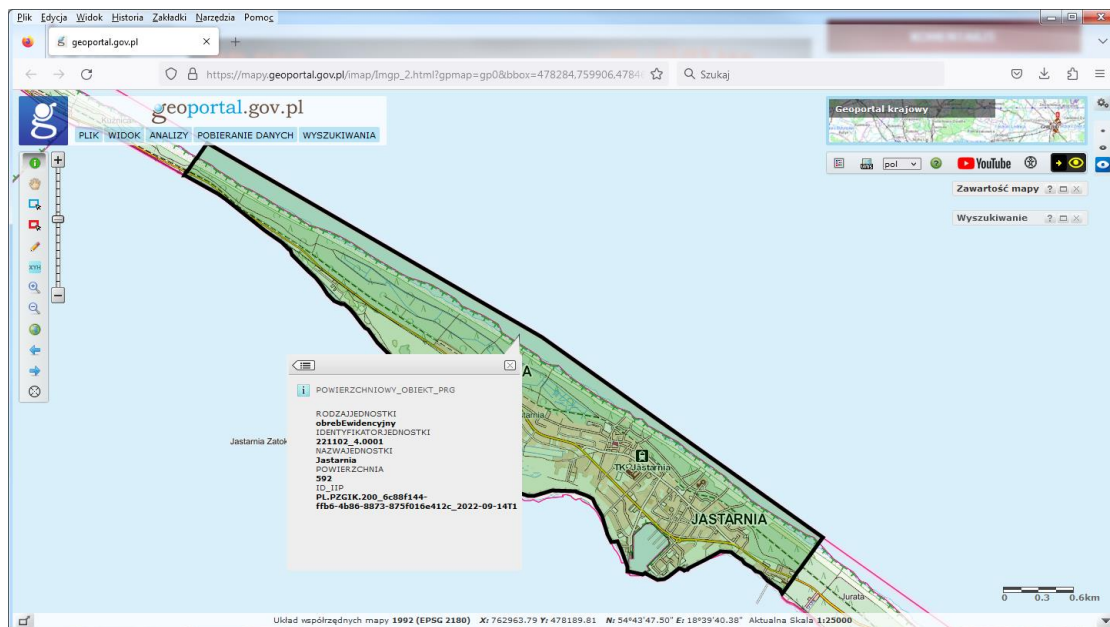 Plik Edycja Widok Historia Zakładki Narzędzia Pomoc
geoportal.gov.pl
https://mapy.geoportal.gov.pl/imap/Imgp_2.html?gpmap=gp0&bbox=478284,759906,4784
Szukaj
Kuźnica
geoportal.gov.pl
PLIK WIDOK ANALIZY POBIERANIE DANYCH WYSZUKIWANIA
Geoportal krajowy
pol
YouTube
Zawartość mapy
Wyszukiwanie
XYH
POWIERZCHNIOWY_OBIEKT_PRG
RODZAJJEDNOSTKI
obrebEwidencyjny
IDENTYFIKATORJEDNOSTKI
221102_4.0001
NAZWAJEDNOSTKI
Jastarnia
POWIERZCHNIA
592
ID_IIP
PL.PZGIK.200_6c88f144-
ffb6-4b86-8873-875f016e412c_2022-09-14T1
Jastarnia Zatok
TK-Jastarnia
JASTARNIA
Jurata
0 0.3 0.6km
Układ współrzędnych mapy 1992 (EPSG 2180) X: 762963.79 Y: 478189.81 N: 54°43'47.50" E: 18°39'40.38" Aktualna Skala 1:25000